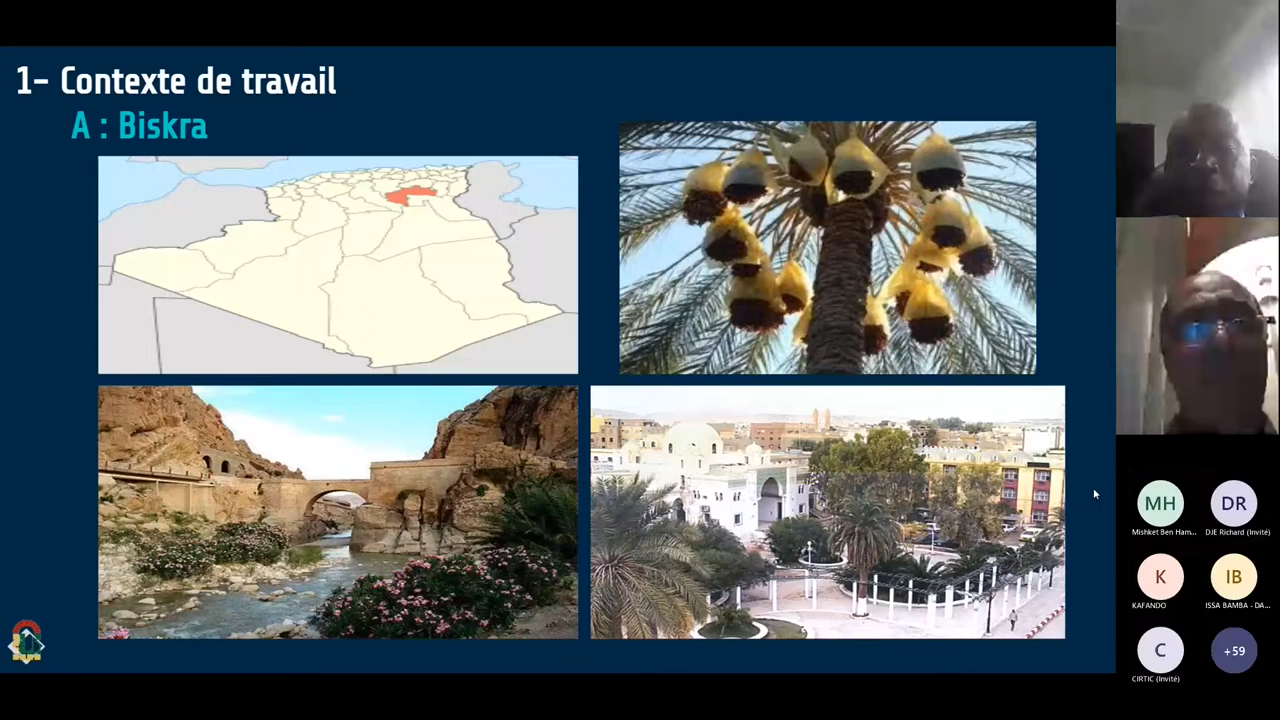 1- Contexte de travail
A : Biskra
MH
DR
Mishket Ben Ham...
DJE Richard (Invité)
K
IB
KAFANDO
ISSA BAMBA - DA...
C
+59
CIRTIC (Invité)